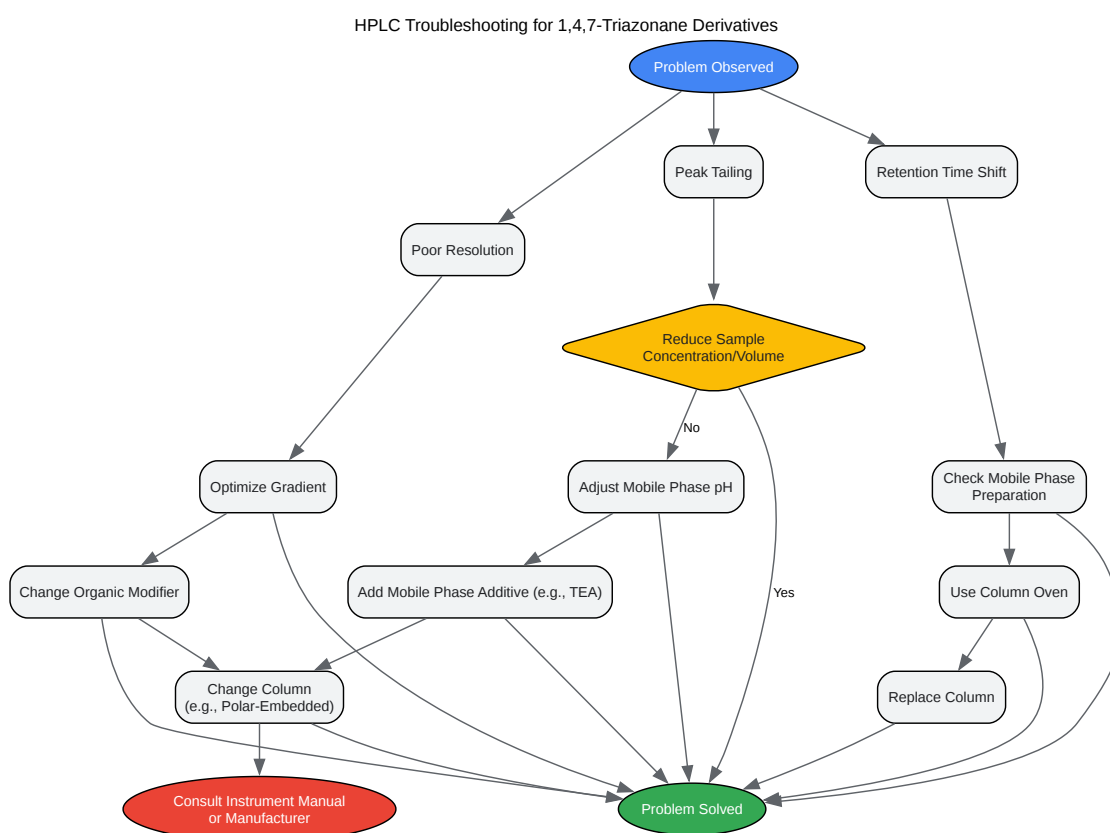 HPLC Troubleshooting for 1,4,7-Triazonane Derivatives
Problem Observed
Peak Tailing
Retention Time Shift
Poor Resolution
Reduce Sample
Concentration/Volume
No
Optimize Gradient
Adjust Mobile Phase pH
Check Mobile Phase
Preparation
Change Organic Modifier
Add Mobile Phase Additive (e.g., TEA)
Yes
Use Column Oven
Change Column
(e.g., Polar-Embedded)
Replace Column
Consult Instrument Manual
or Manufacturer
Problem Solved